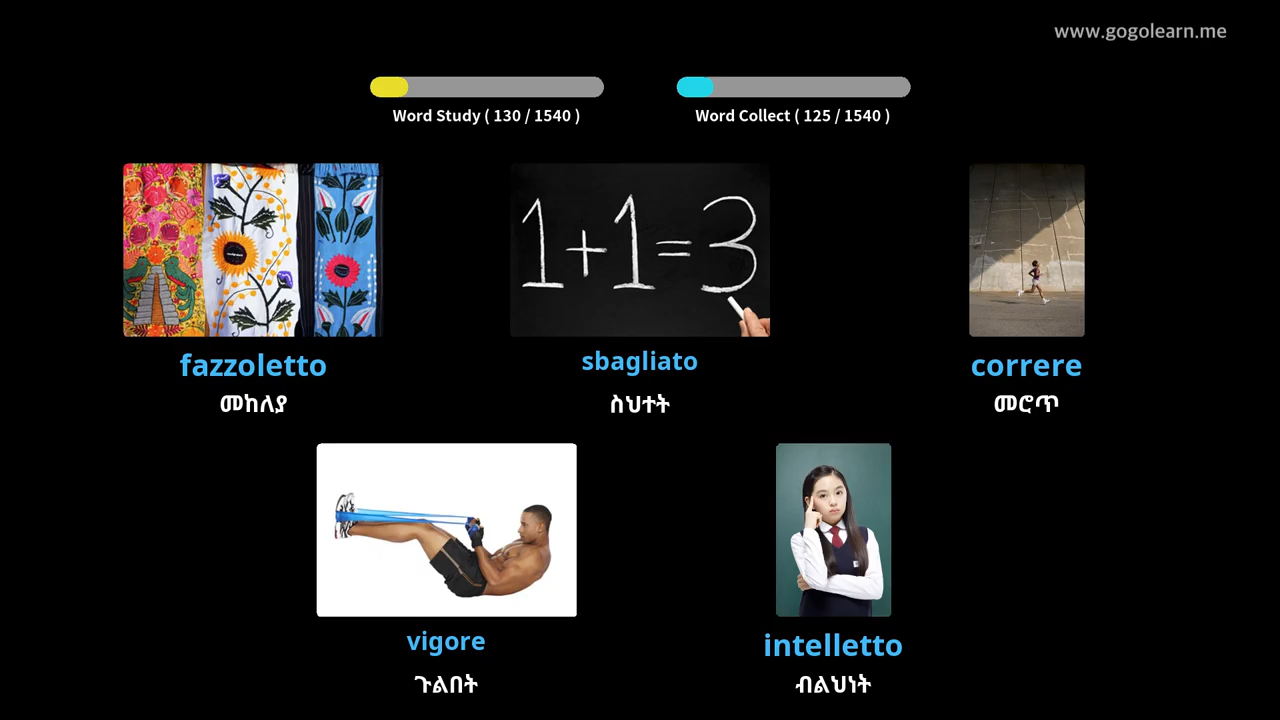 www.gogolearn.me
Word Study ( 130 / 1540 )
Word Collect ( 125 / 1540 )
1+1=3
fazzoletto
sbagliato
correre
መከለያ
ስህተት
መሮጥ
vigore
intelletto
ጉልበት
ብልህነት